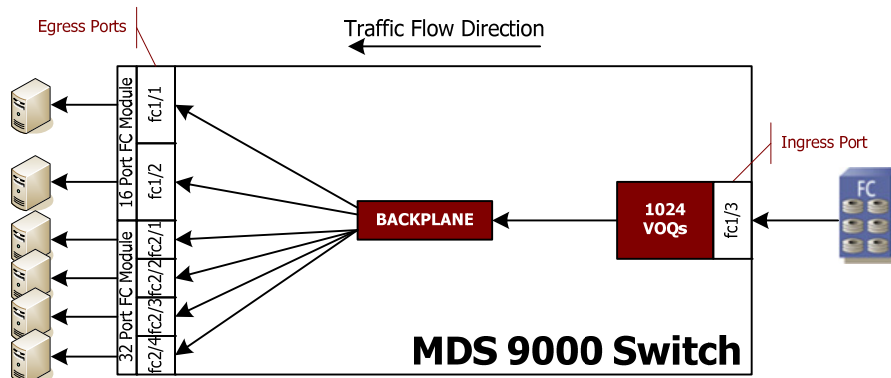 Egress Ports
Traffic Flow Direction
16 Port FC Module
fc1/1
fc1/2
32 Port FC Module
fc2/1
fc2/2
fc2/3
fc2/4
BACKPLANE
1024
VOQs
fc1/3
Ingress Port
FC
MDS 9000 Switch